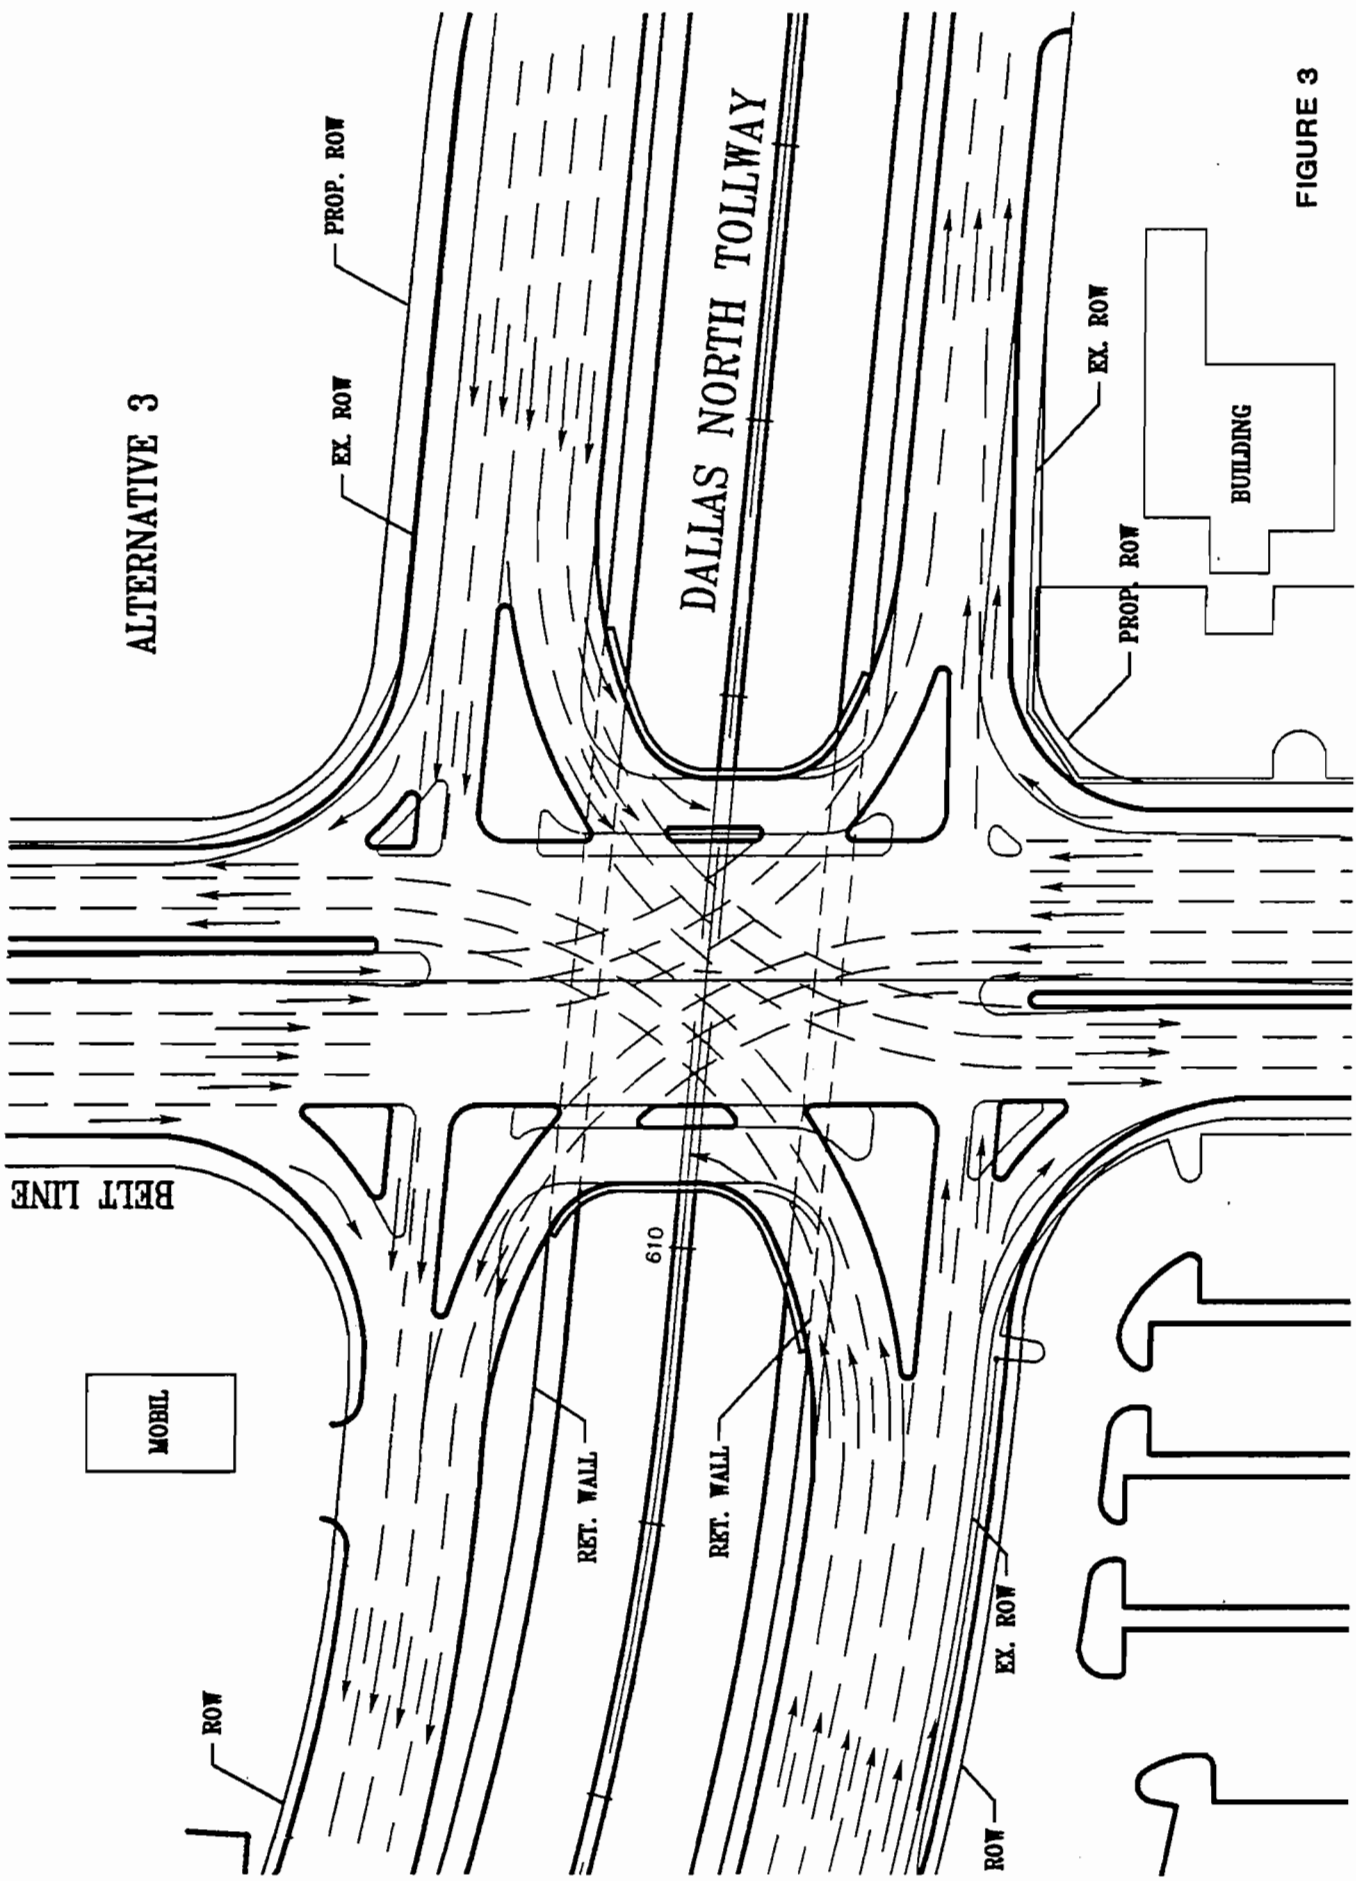 ALTERNATIVE 3
PROP. ROW
EX. ROW
DALLAS NORTH TOLLWAY
EX. ROW
PROP. ROW
BUILDING
FIGURE 3
BELT LINE
MOBIL
610
RET. WALL
RET. WALL
EX. ROW
ROW
ROW